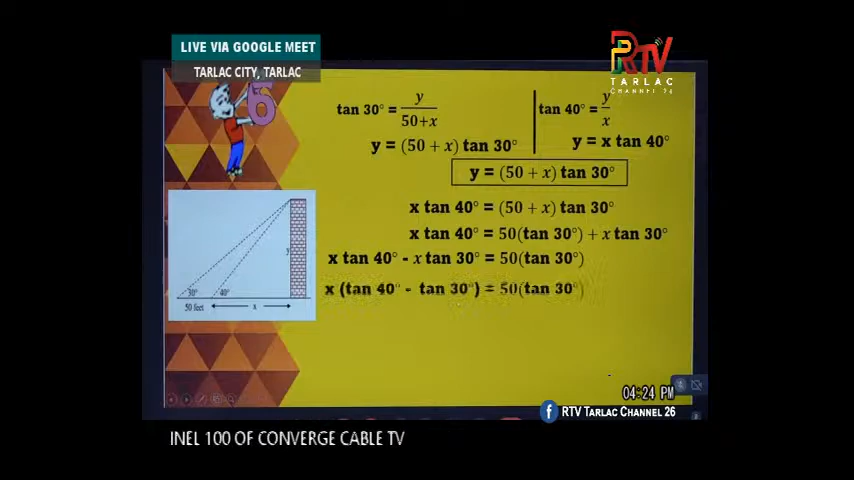 LIVE VIA GOOGLE MEET
TARLAC CITY, TARLAC
RTV
TARLAC
CHANNEL 26
6
tan 30° = y / 50+x
tan 40° = y / x
y = (50 + x) tan 30°
y = x tan 40°
y = (50 + x) tan 30°
x tan 40° = (50 + x) tan 30°
x tan 40° = 50(tan 30°) + x tan 30°
x tan 40° - x tan 30° = 50(tan 30°)
x (tan 40° - tan 30°) = 50(tan 30°)
y
30° 40°
50 feet x
04:24 PM
RTV TARLAC CHANNEL 26
INEL 100 OF CONVERGE CABLE TV